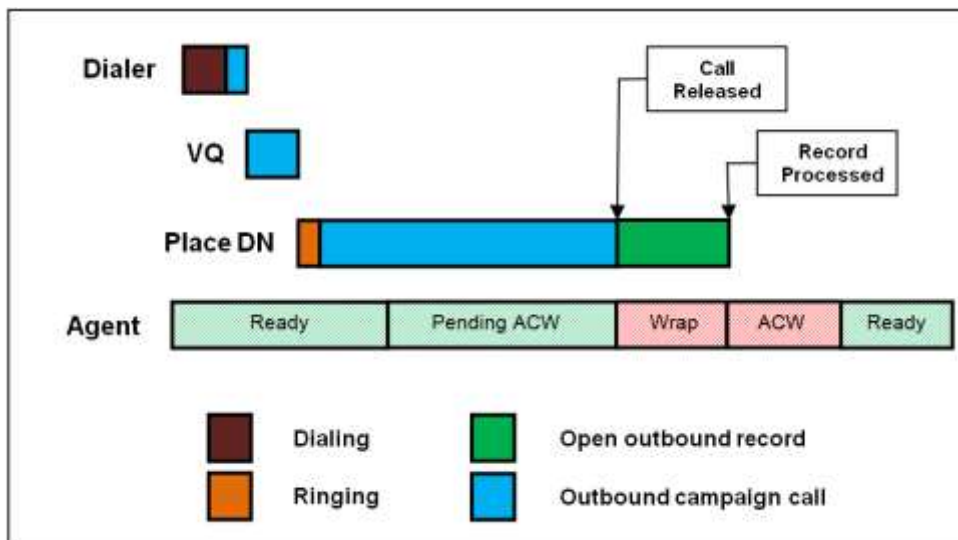 Dialer
Call
Released
VQ
Record
Processed
Place DN
Agent
Ready
Pending ACW
Wrap
ACW
Ready
Dialing
Open outbound record
Ringing
Outbound campaign call